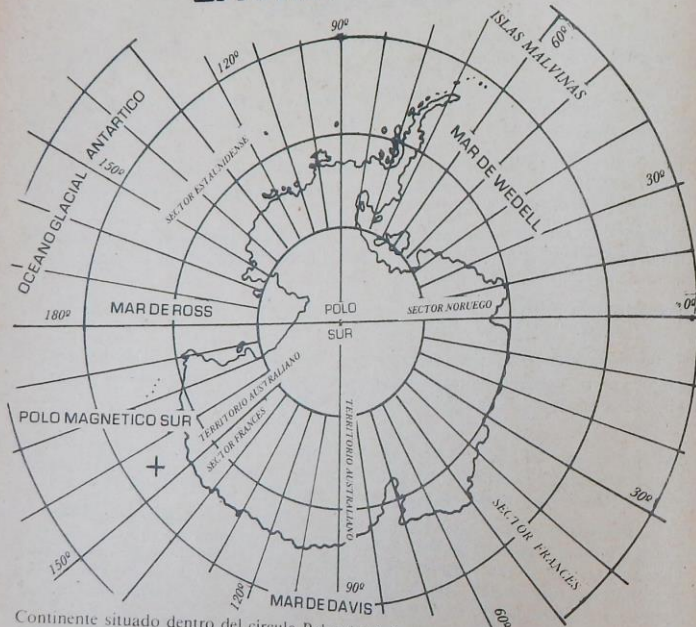 90º
60º
ISLAS MALVINAS
120º
OCEANO GLACIAL ANTARTICO
150º
SECTOR ESTAUNIDENSE
MAR DE WEDELL
30º
180º
MAR DE ROSS
POLO
SUR
SECTOR NORUEGO
0º
POLO MAGNETICO SUR
TERRITORIO AUSTRALIANO
SECTOR FRANCES
TERRITORIO AUSTRALIANO
30º
SECTOR FRANCES
150º
120º
90º
MAR DE DAVIS
60º
Continente situado dentro del circulo